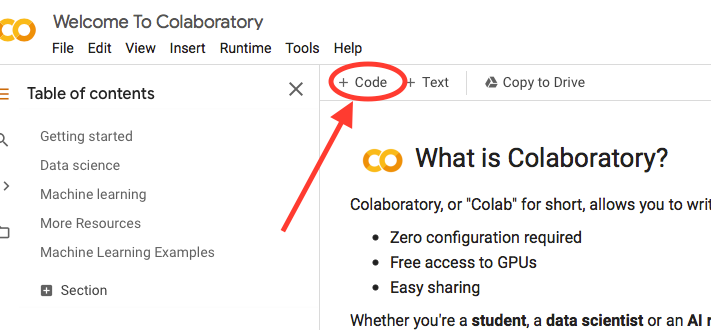 Welcome To Colaboratory
File Edit View Insert Runtime Tools Help
Table of contents
Getting started
Data science
Machine learning
More Resources
Machine Learning Examples
Section
+ Code + Text Copy to Drive
What is Colaboratory?
Colaboratory, or "Colab" for short, allows you to
• Zero configuration required
• Free access to GPUs
• Easy sharing
Whether you're a student, a data scientist or an AI